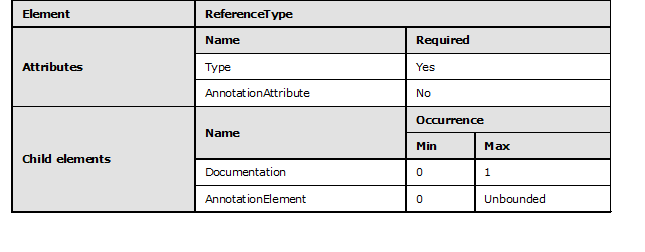 Element ReferenceType
Attributes Name Required
Type Yes
AnnotationAttribute No
Child elements Name Occurrence
Min Max
Documentation 0 1
AnnotationElement 0 Unbounded